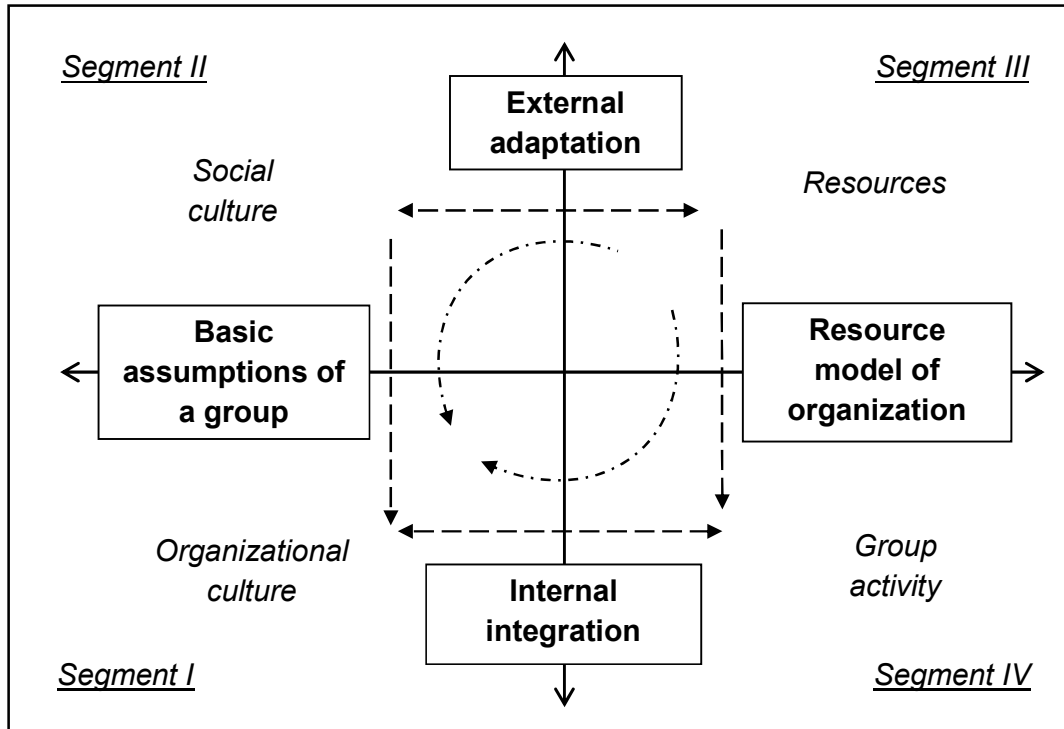 Segment II
Segment III
External
adaptation
Social
culture
Resources
Basic
assumptions of
a group
Resource
model of
organization
Organizational
culture
Group
activity
Internal
integration
Segment I
Segment IV